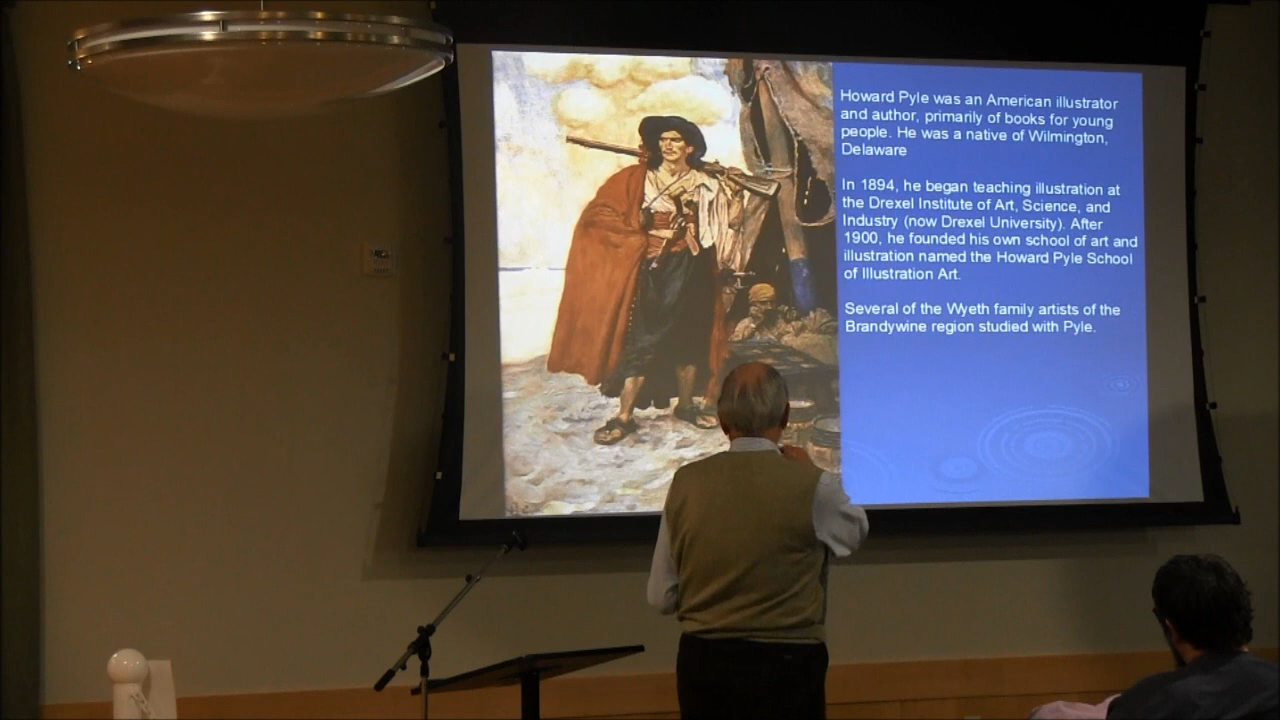 Howard Pyle was an American illustrator
and author, primarily of books for young
people. He was a native of Wilmington,
Delaware
In 1894, he began teaching illustration at
the Drexel Institute of Art, Science, and
Industry (now Drexel University). After
1900, he founded his own school of art and
illustration named the Howard Pyle School
of Illustration Art.
Several of the Wyeth family artists of the
Brandywine region studied with Pyle.